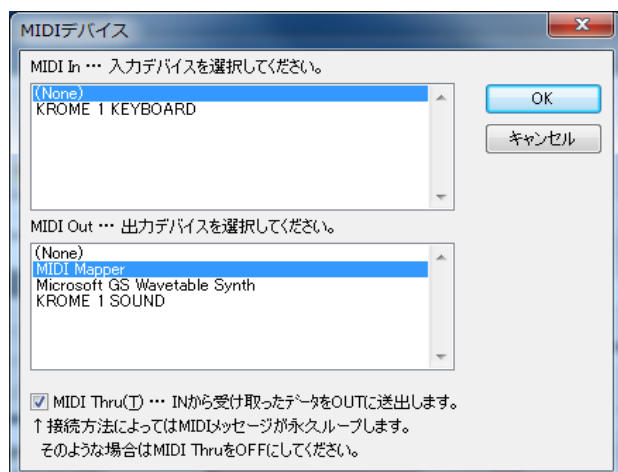 MIDIデバイス
MIDI In … 入力デバイスを選択してください。
(None)
KROME 1 KEYBOARD
OK
キャンセル
MIDI Out … 出力デバイスを選択してください。
(None)
MIDI Mapper
Microsoft GS Wavetable Synth
KROME 1 SOUND
MIDI Thru(T) … INから受け取ったデータをOUTに送出します。
↑接続方法によってはMIDIメッセージが永久ループします。
そのような場合はMIDI ThruをOFFにしてください。